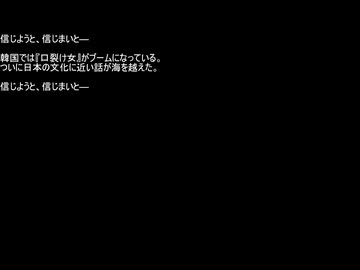 信じようと、信じまいと―
韓国では『口裂け女』がブームになっている。
ついに日本の文化に近い話が海を越えた。
信じようと、信じまいと―